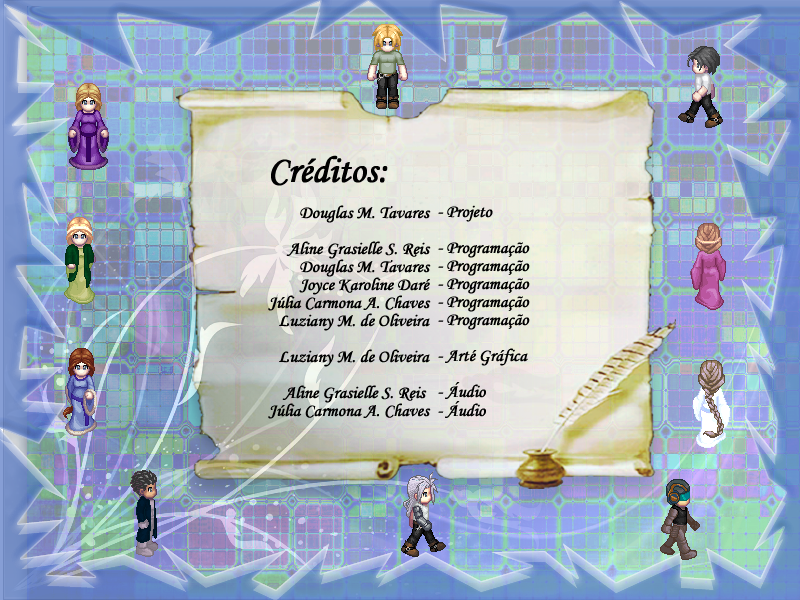 Créditos:
Douglas M. Tavares - Projeto
Aline Grasielle S. Reis - Programação
Douglas M. Tavares - Programação
Joyce Karoline Daré - Programação
Júlia Carmona A. Chaves - Programação
Luziany M. de Oliveira - Programação
Luziany M. de Oliveira - Arté Gráfica
Aline Grasielle S. Reis - Áudio
Júlia Carmona A. Chaves - Áudio